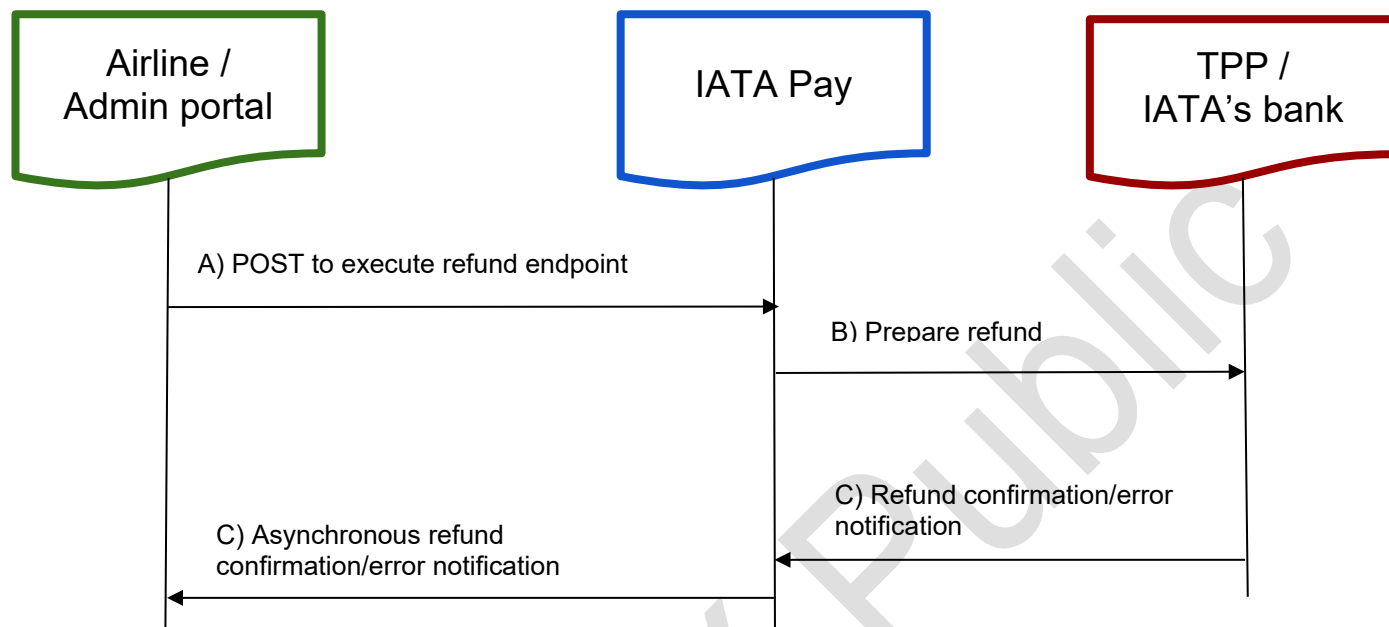 Airline /
Admin portal
IATA Pay
TPP /
IATA’s bank
A) POST to execute refund endpoint
B) Prepare refund
C) Refund confirmation/error
notification
C) Asynchronous refund
confirmation/error notification
Public